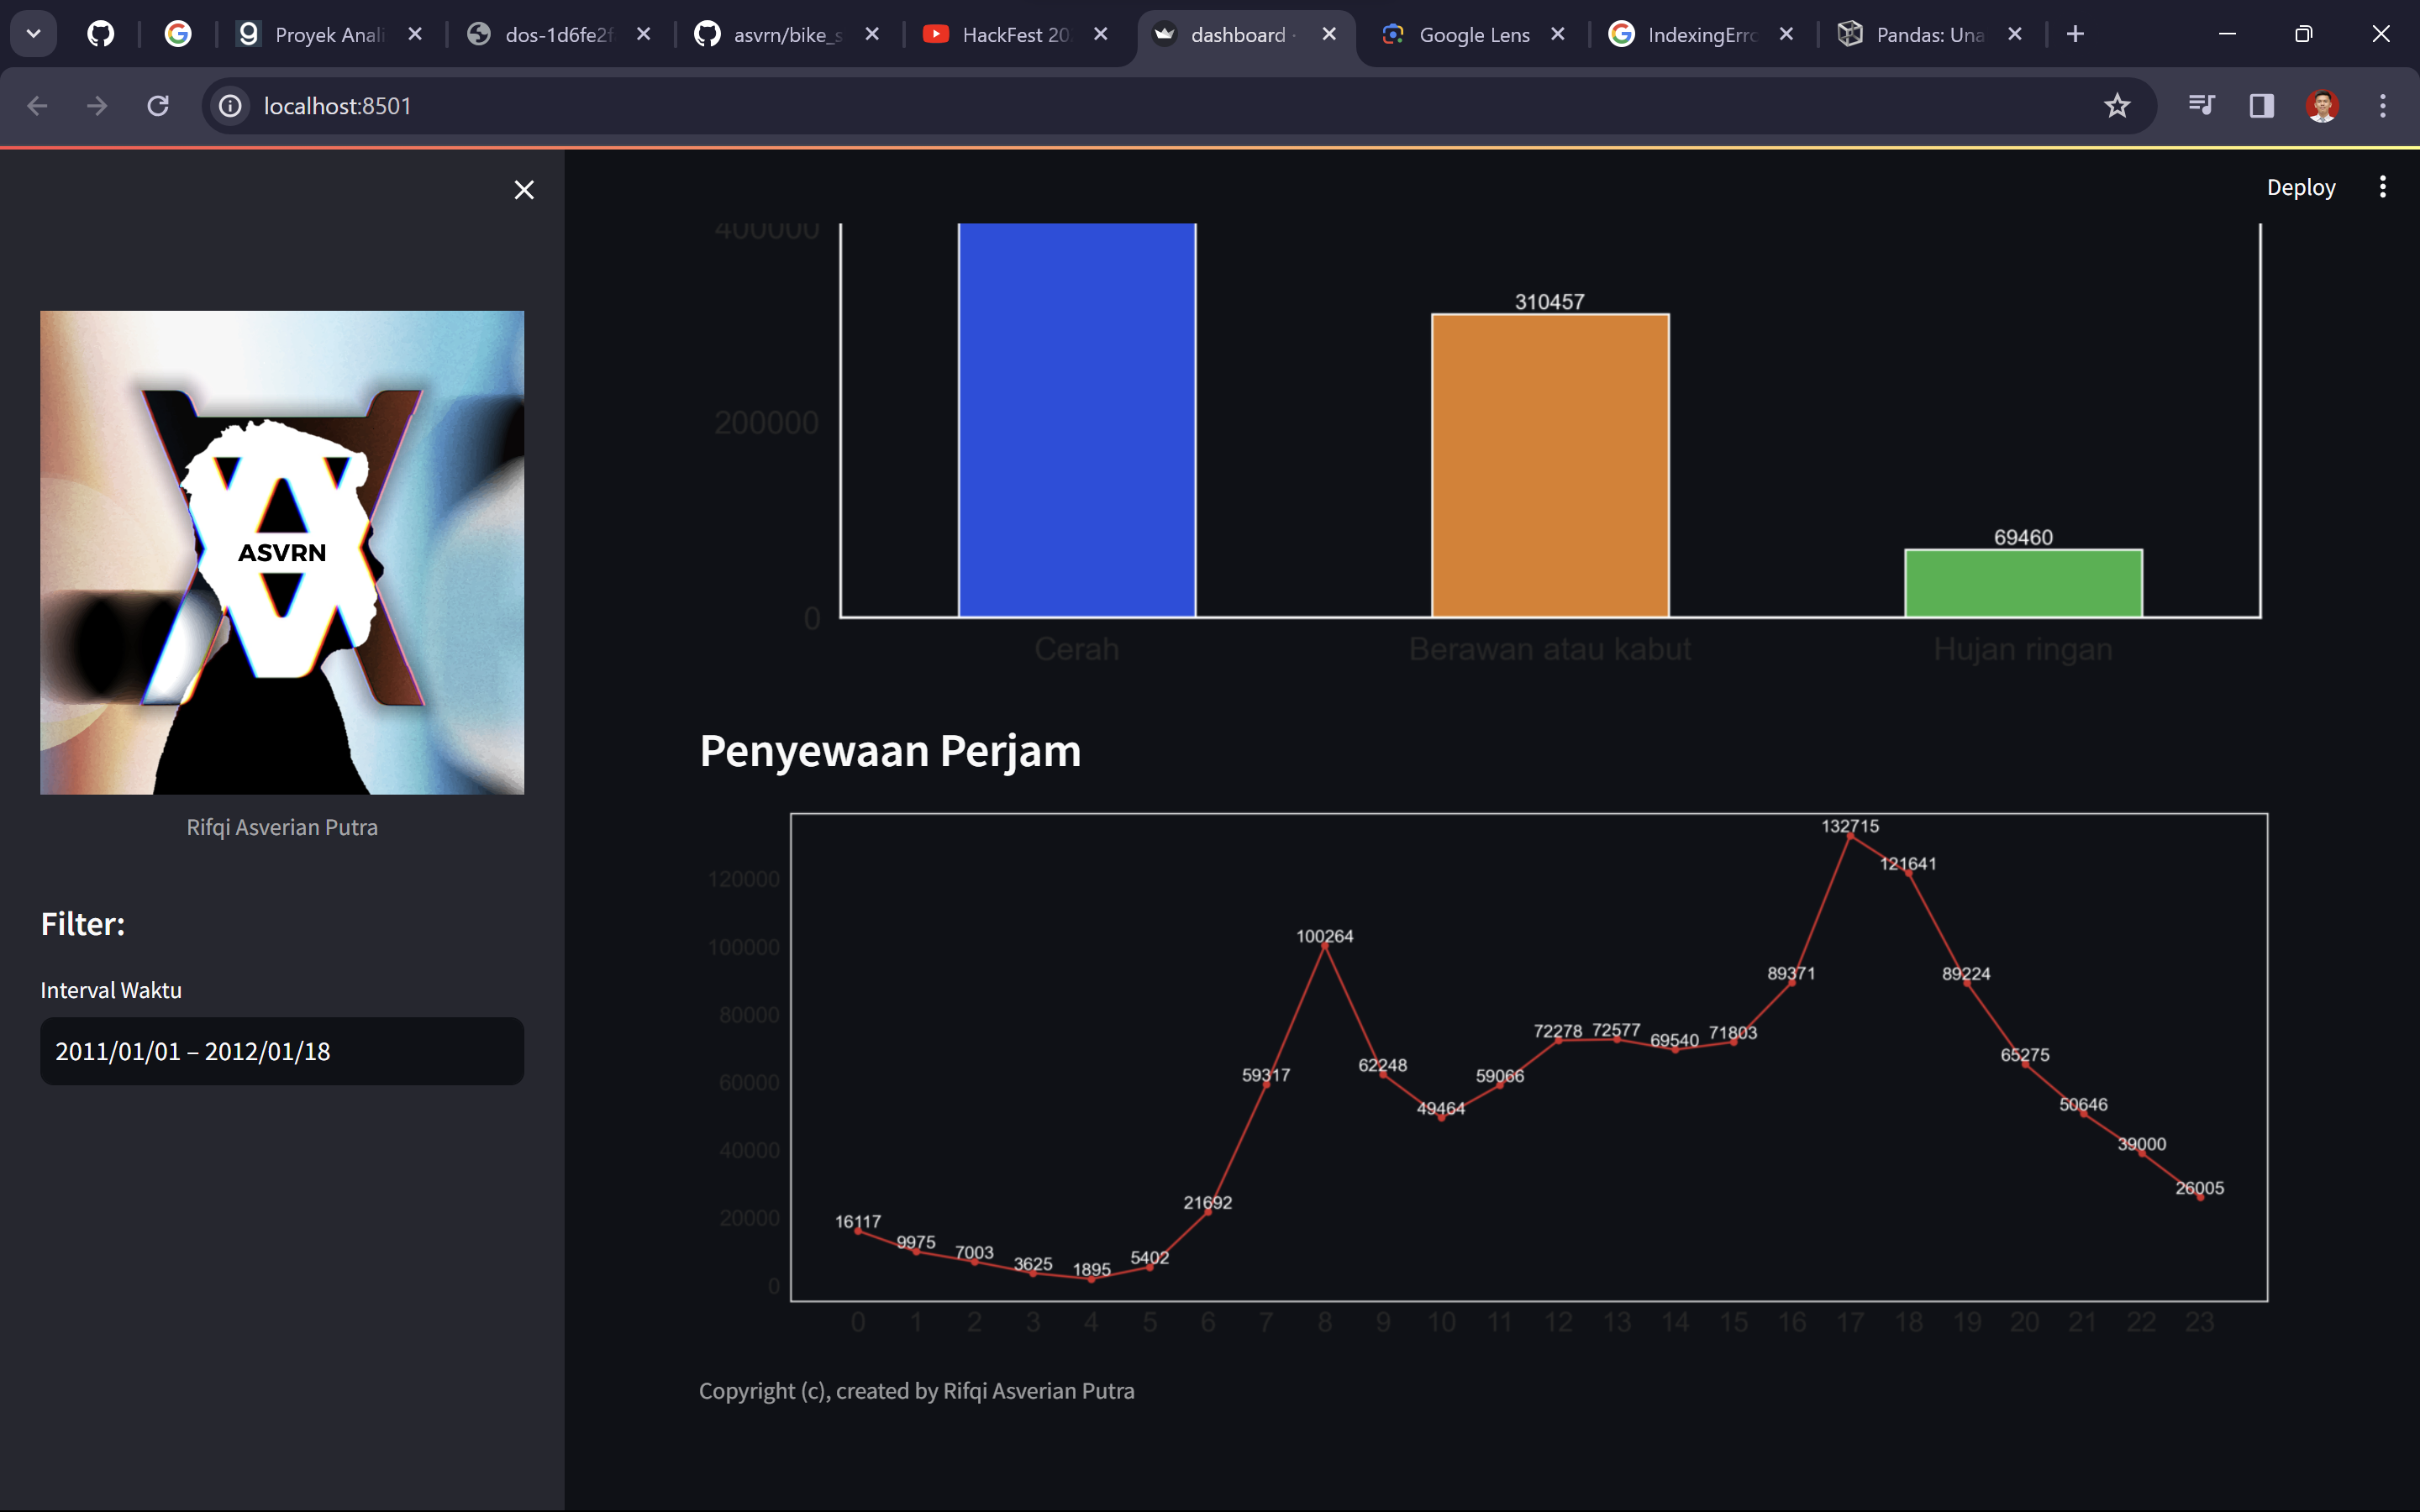 Proyek Anali
dos-1d6fe2f
asvrn/bike_s
HackFest 20
dashboard ·
Google Lens
IndexingErro
Pandas: Una
localhost:8501
Deploy
ASVRN
Rifqi Asverian Putra
Filter:
Interval Waktu
2011/01/01 – 2012/01/18
400000
200000
0
310457
69460
Cerah
Berawan atau kabut
Hujan ringan
Penyewaan Perjam
120000
100000
80000
60000
40000
20000
0
16117
9975
7003
3625
1895
5402
21692
59317
100264
62248
49464
59066
72278
72577
69540
71803
89371
132715
121641
89224
65275
50646
39000
26005
0 1 2 3 4 5 6 7 8 9 10 11 12 13 14 15 16 17 18 19 20 21 22 23
Copyright (c), created by Rifqi Asverian Putra